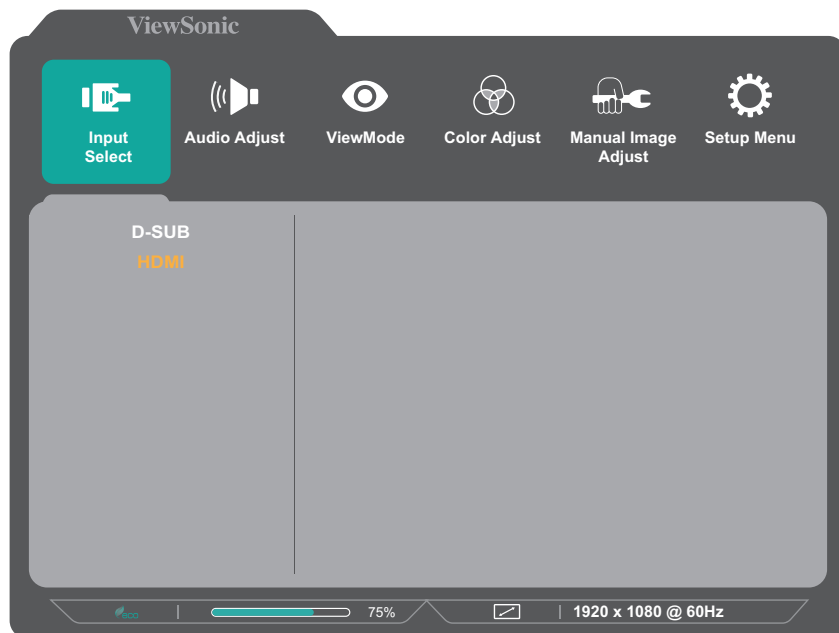 ViewSonic
Input
Select
Audio Adjust
ViewMode
Color Adjust
Manual Image
Adjust
Setup Menu
D-SUB
HDMI
eco
75%
1920 x 1080 @ 60Hz